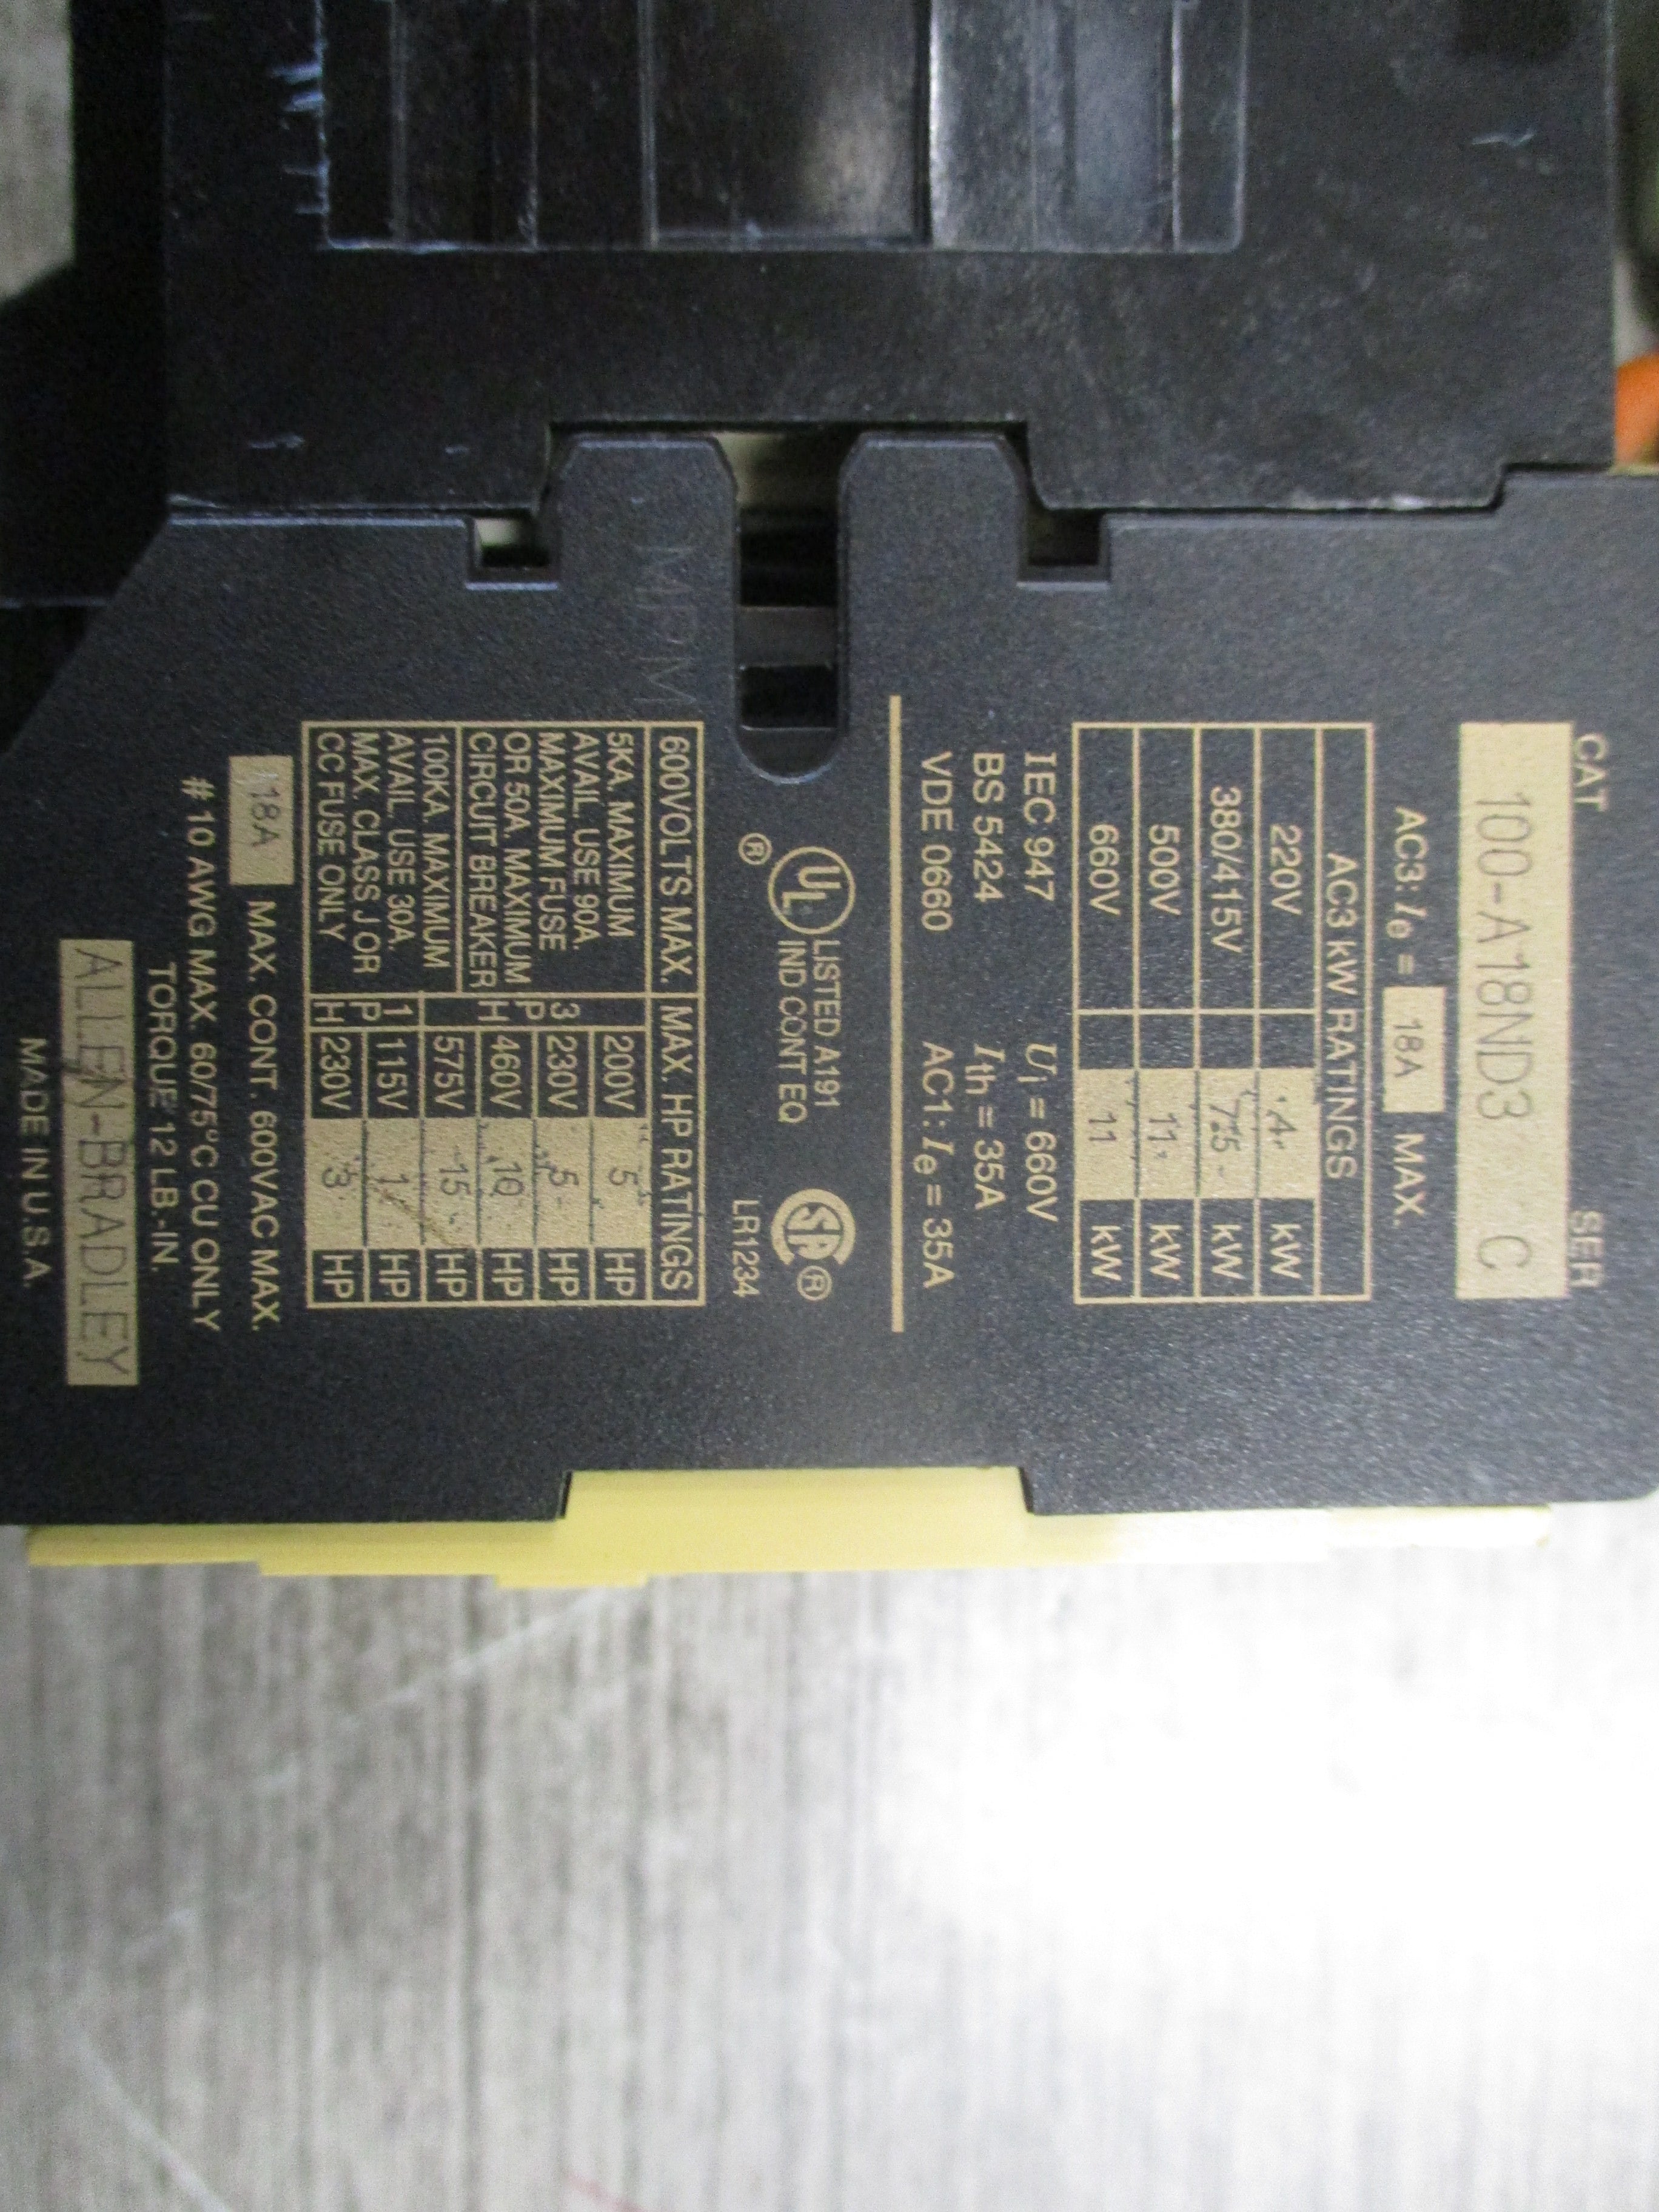 CAT SER
100-A18ND3 C
AC3: Ie = 18A MAX.
AC3 kW RATINGS
220V 4 kW
380/415V 7.5 kW
500V 11 kW
660V 11 kW
IEC 947 Ui = 660V
BS 5424 Ith = 35A
VDE 0660 AC1: Ie = 35A
UL LISTED A191
IND CONT EQ
®
SA ®
LR1234
MPM
600VOLTS MAX. MAX. HP RATINGS
5KA. MAXIMUM
AVAIL. USE 90A.
MAXIMUM FUSE
OR 50A. MAXIMUM
CIRCUIT BREAKER
100KA. MAXIMUM
AVAIL. USE 30A.
MAX. CLASS J OR
CC FUSE ONLY
3PH
200V 5 HP
230V 5 HP
460V 10 HP
575V 15 HP
1PH
115V 1 HP
230V 3 HP
18A MAX. CONT. 600VAC MAX.
# 10 AWG MAX. 60/75°C CU ONLY
TORQUE 12 LB.-IN.
ALLEN-BRADLEY
MADE IN U.S.A.